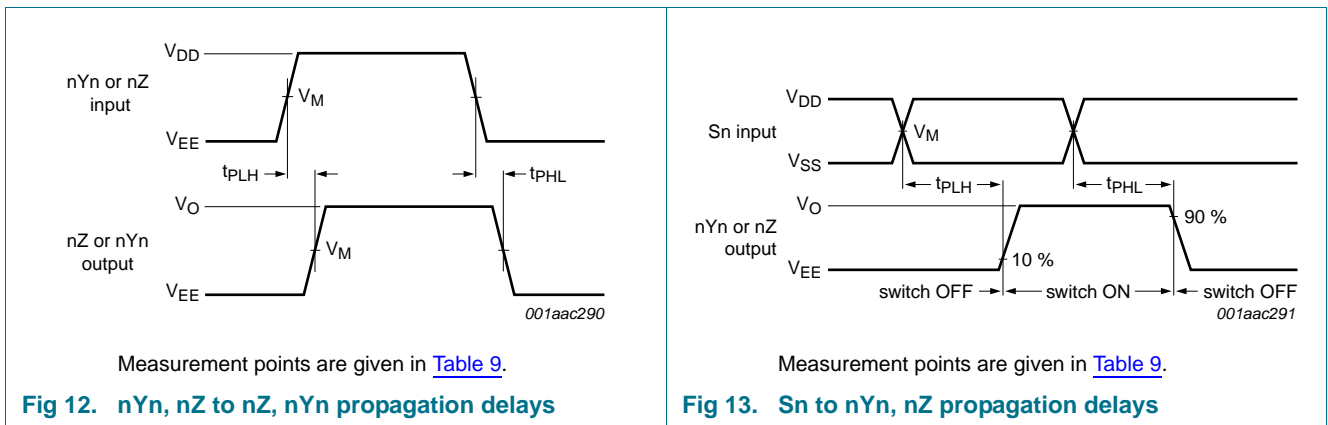 VDD
nYn or nZ
input
VM
VEE
tPLH
tPHL
VO
nZ or nYn
output
VM
VEE
001aac290
Measurement points are given in Table 9.
Fig 12. nYn, nZ to nZ, nYn propagation delays
VDD
Sn input
VM
VSS
tPLH
tPHL
VO
90 %
nYn or nZ
output
10 %
VEE
switch OFF
switch ON
switch OFF
001aac291
Measurement points are given in Table 9.
Fig 13. Sn to nYn, nZ propagation delays